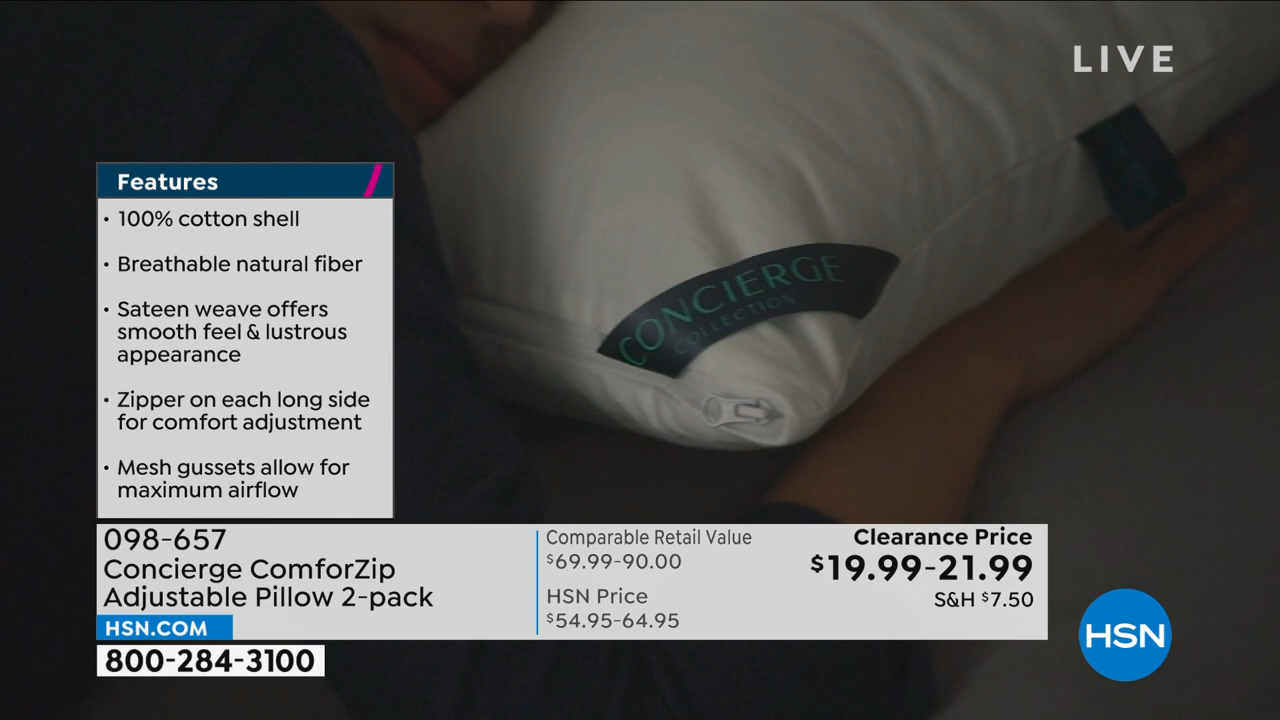 LIVE
Features
• 100% cotton shell
• Breathable natural fiber
• Sateen weave offers
smooth feel & lustrous
appearance
• Zipper on each long side
for comfort adjustment
• Mesh gussets allow for
maximum airflow
CONCIERGE
COLLECTION
098-657
Concierge ComforZip
Adjustable Pillow 2-pack
HSN.COM
800-284-3100
Comparable Retail Value
$69.99-90.00
HSN Price
$54.95-64.95
Clearance Price
$19.99-21.99
S&H $7.50
HSN